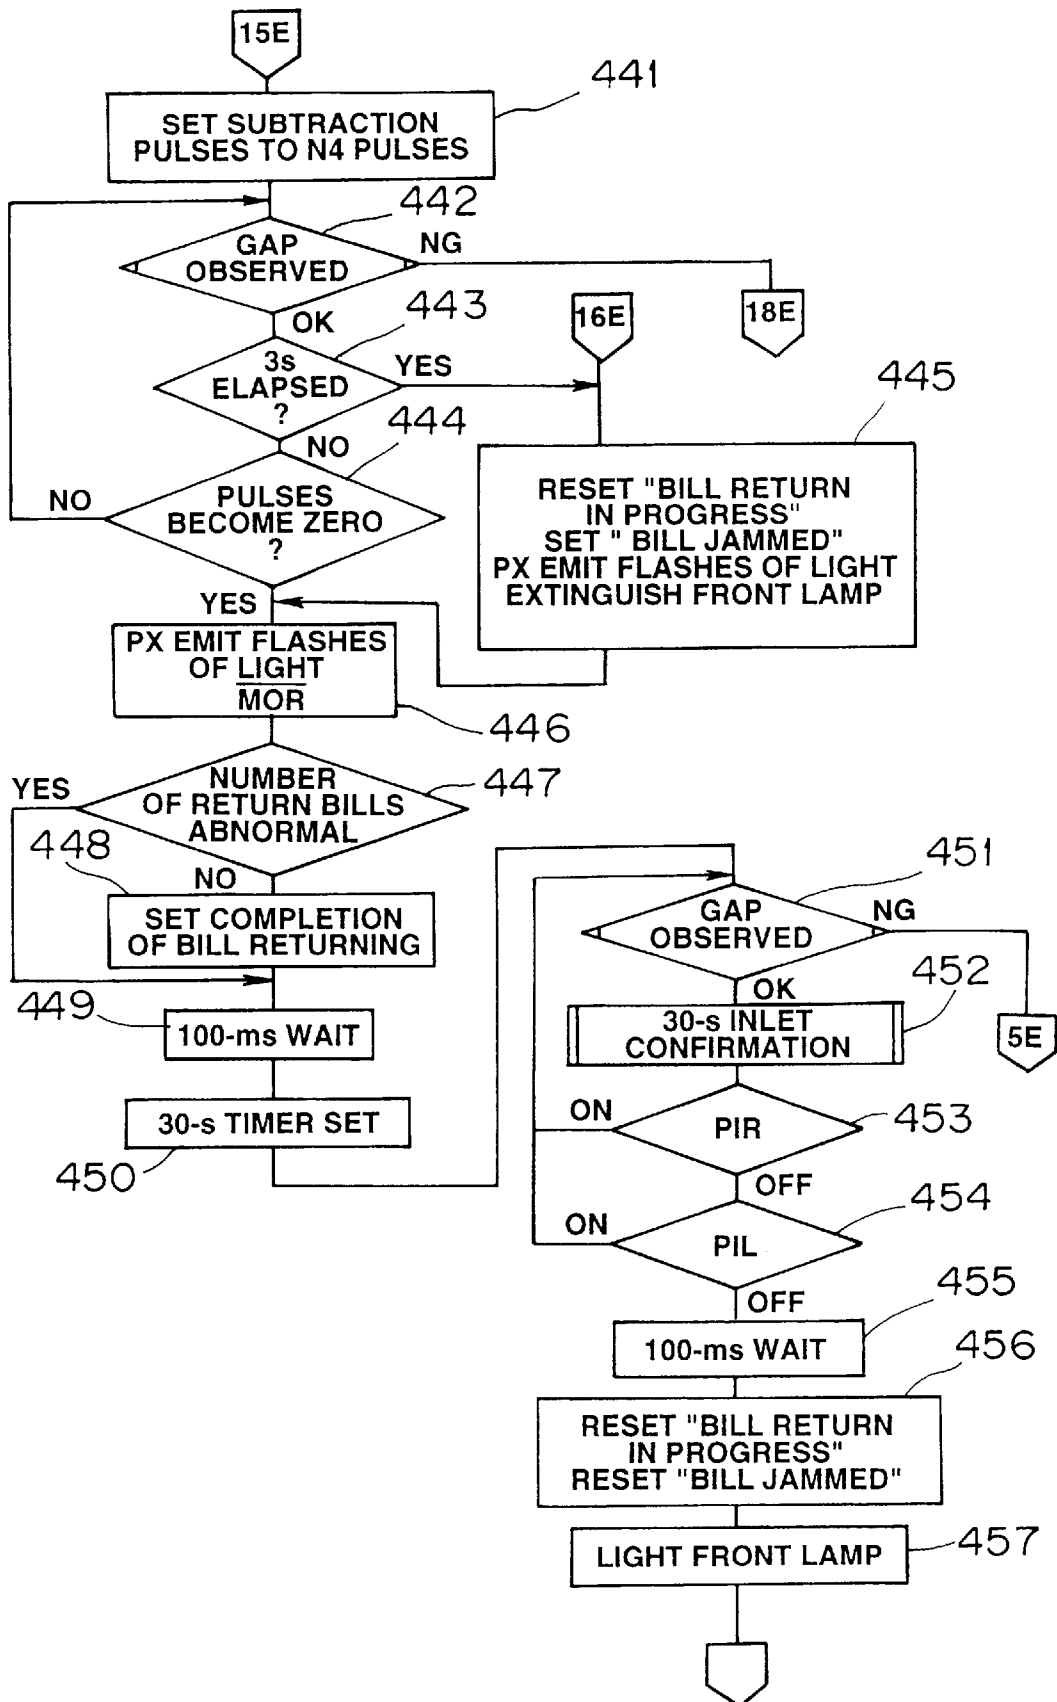 15E
441
SET SUBTRACTION
PULSES TO N4 PULSES
442
GAP
OBSERVED
NG
OK
443
16E
18E
3s
ELAPSED
?
YES
444
NO
445
PULSES
BECOME ZERO
?
NO
YES
RESET "BILL RETURN
IN PROGRESS"
SET " BILL JAMMED"
PX EMIT FLASHES OF LIGHT
EXTINGUISH FRONT LAMP
PX EMIT FLASHES
OF LIGHT
MOR
446
NUMBER
OF RETURN BILLS
ABNORMAL
447
YES
448
NO
SET COMPLETION
OF BILL RETURNING
449
100-ms WAIT
30-s TIMER SET
450
451
GAP
OBSERVED
NG
OK
452
30-s INLET
CONFIRMATION
5E
ON
PIR
453
OFF
454
ON
PIL
OFF
455
100-ms WAIT
456
RESET "BILL RETURN
IN PROGRESS"
RESET "BILL JAMMED"
457
LIGHT FRONT LAMP